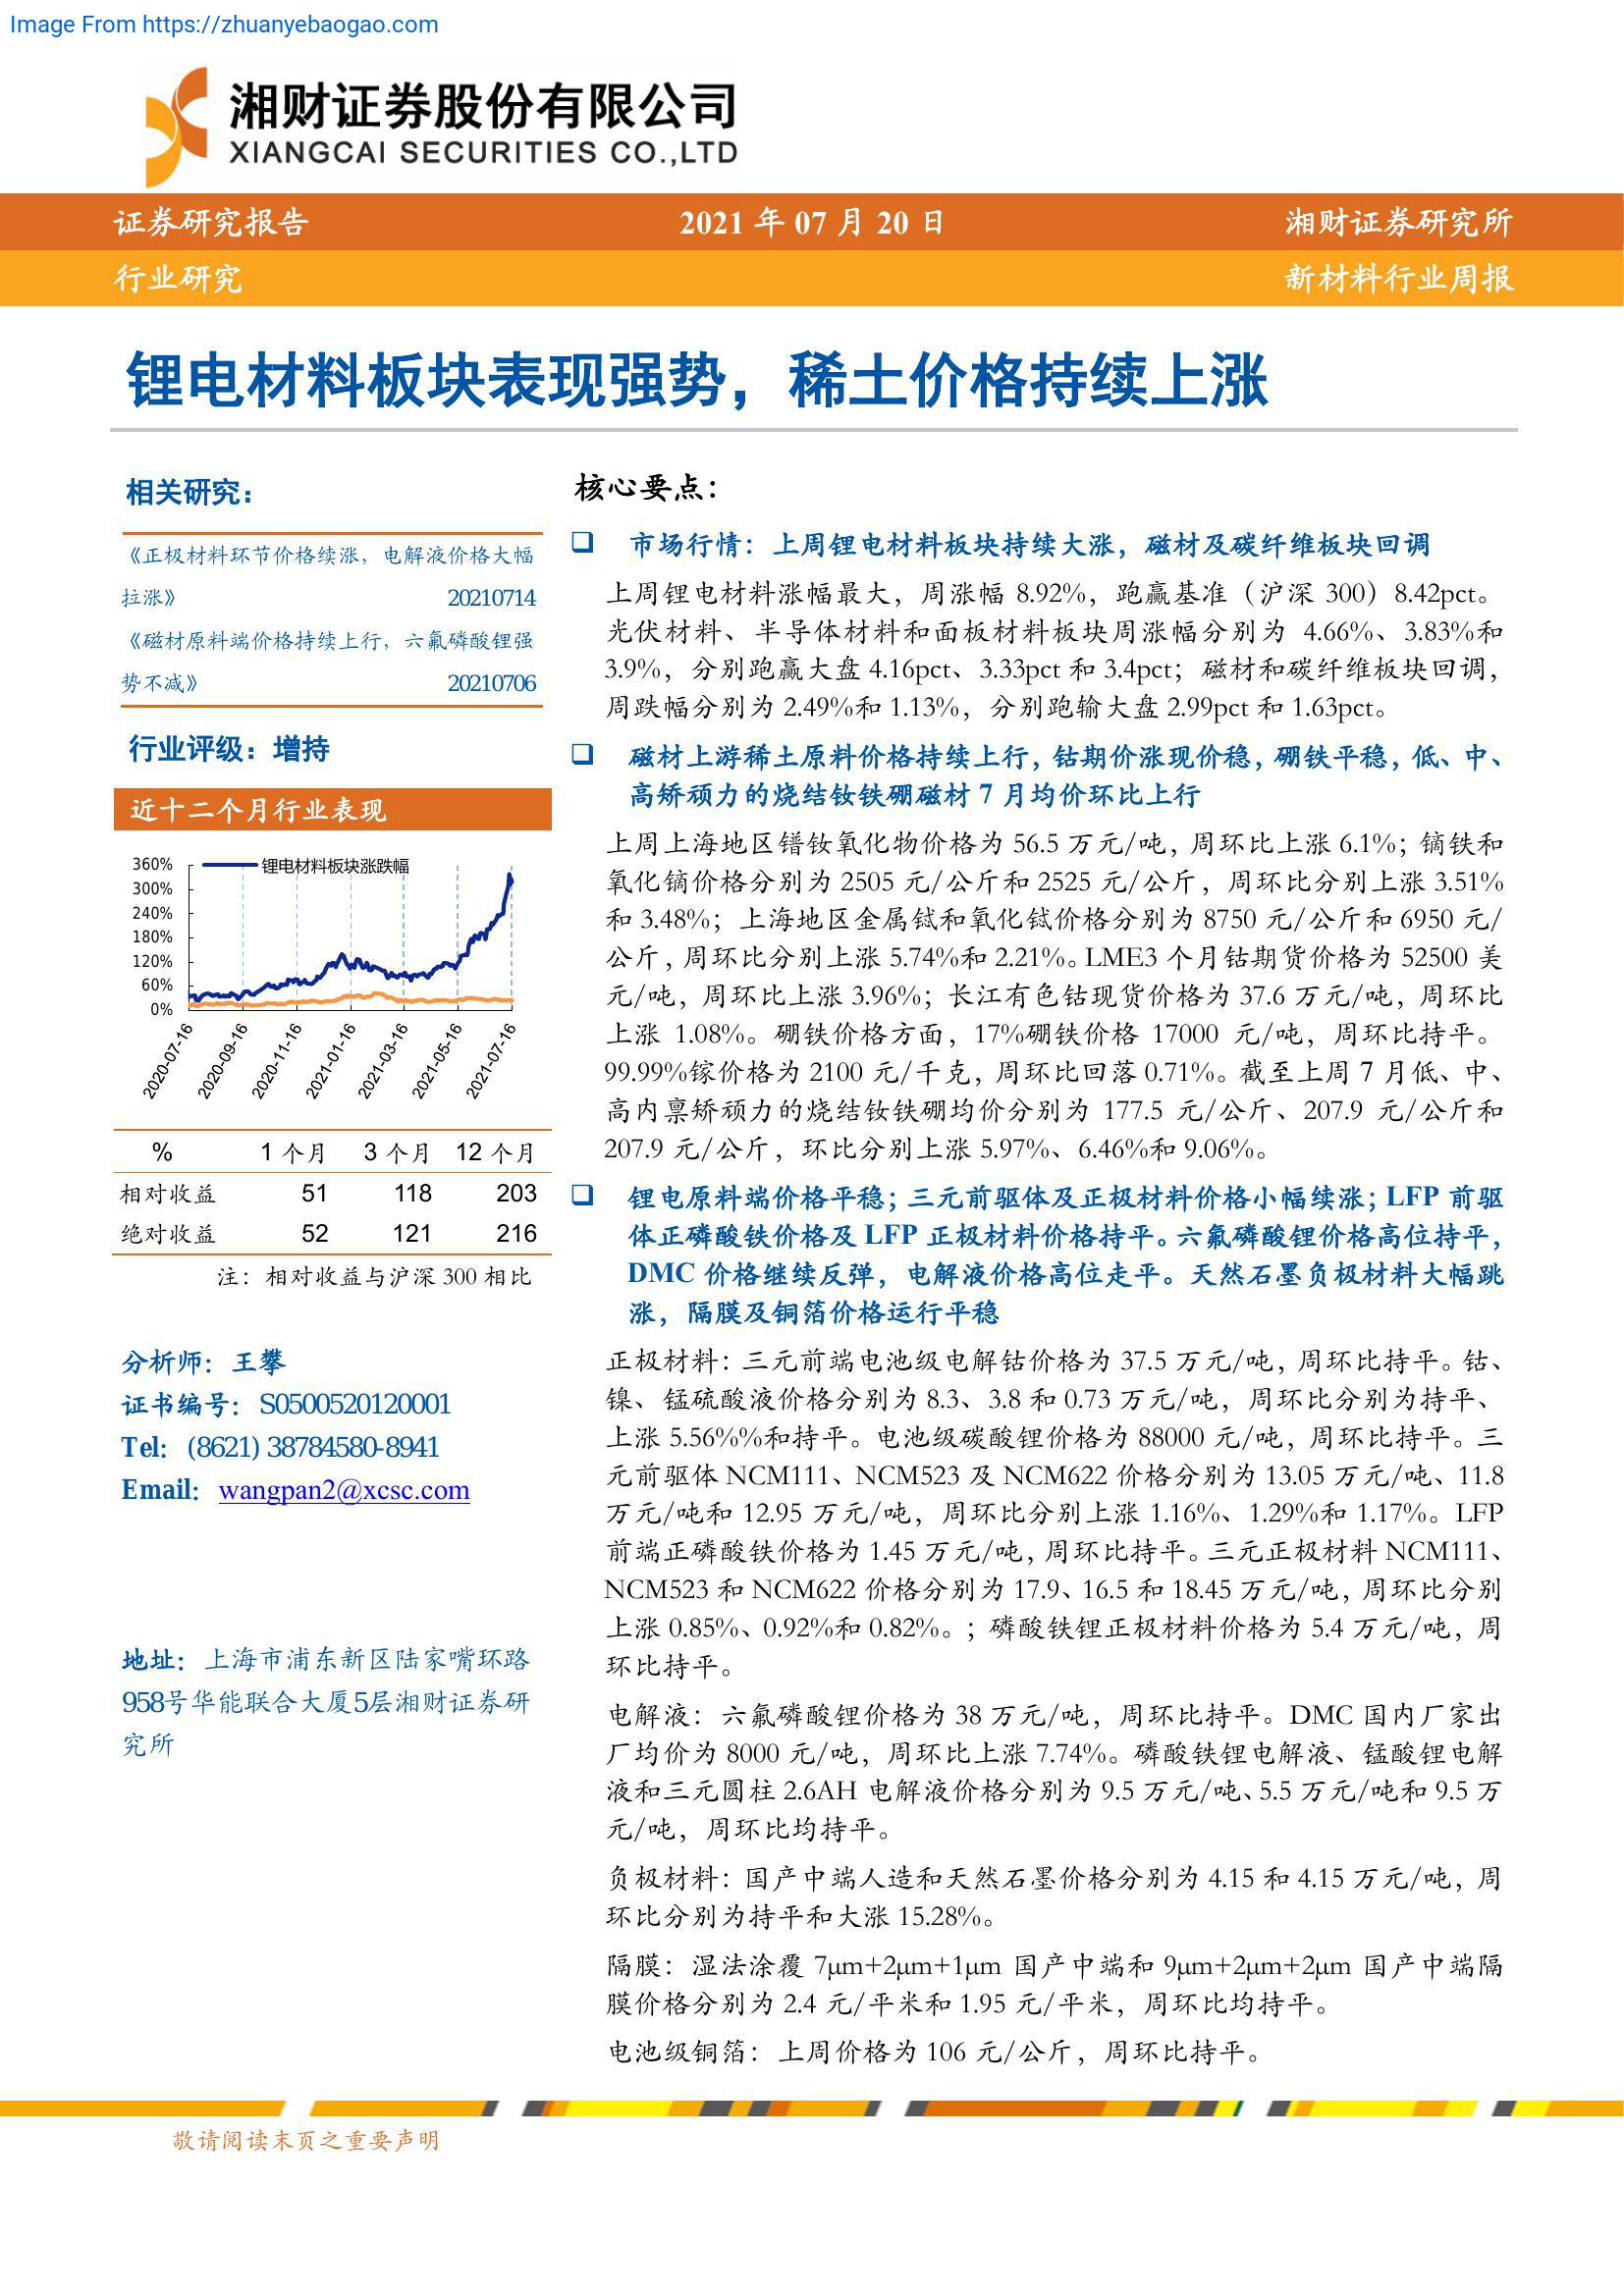 Image From https://zhuanyebaogao.com
湘财证券股份有限公司
XIANGCAI SECURITIES CO.,LTD
证券研究报告 2021 年 07 月 20 日 湘财证券研究所
行业研究 新材料行业周报
锂电材料板块表现强势，稀土价格持续上涨
相关研究：
《正极材料环节价格续涨，电解液价格大幅
拉涨》 20210714
《磁材原料端价格持续上行，六氟磷酸锂强
势不减》 20210706
行业评级：增持
近十二个月行业表现
锂电材料板块涨跌幅
360%
300%
240%
180%
120%
60%
0%
2020-07-16
2020-09-16
2020-11-16
2021-01-16
2021-03-16
2021-05-16
2021-07-16
% 1 个月 3 个月 12 个月
相对收益 51 118 203
绝对收益 52 121 216
注：相对收益与沪深 300 相比
分析师：王攀
证书编号：S0500520120001
Tel：(8621) 38784580-8941
Email：wangpan2@xcsc.com
地址：上海市浦东新区陆家嘴环路
958号华能联合大厦5层湘财证券研
究所
核心要点：
❑ 市场行情：上周锂电材料板块持续大涨，磁材及碳纤维板块回调
上周锂电材料涨幅最大，周涨幅 8.92%，跑赢基准（沪深 300）8.42pct。
光伏材料、半导体材料和面板材料板块周涨幅分别为 4.66%、3.83%和
3.9%，分别跑赢大盘 4.16pct、3.33pct 和 3.4pct；磁材和碳纤维板块回调，
周跌幅分别为 2.49%和 1.13%，分别跑输大盘 2.99pct 和 1.63pct。
❑ 磁材上游稀土原料价格持续上行，钴期价涨现价稳，硼铁平稳，低、中、
高矫顽力的烧结钕铁硼磁材 7 月均价环比上行
上周上海地区镨钕氧化物价格为 56.5 万元/吨，周环比上涨 6.1%；镝铁和
氧化镝价格分别为 2505 元/公斤和 2525 元/公斤，周环比分别上涨 3.51%
和 3.48%；上海地区金属铽和氧化铽价格分别为 8750 元/公斤和 6950 元/
公斤，周环比分别上涨 5.74%和 2.21%。LME3 个月钴期货价格为 52500 美
元/吨，周环比上涨 3.96%；长江有色钴现货价格为 37.6 万元/吨，周环比
上涨 1.08%。硼铁价格方面，17%硼铁价格 17000 元/吨，周环比持平。
99.99%镓价格为 2100 元/千克，周环比回落 0.71%。截至上周 7 月低、中、
高内禀矫顽力的烧结钕铁硼均价分别为 177.5 元/公斤、207.9 元/公斤和
207.9 元/公斤，环比分别上涨 5.97%、6.46%和 9.06%。
❑ 锂电原料端价格平稳；三元前驱体及正极材料价格小幅续涨；LFP 前驱
体正磷酸铁价格及 LFP 正极材料价格持平。六氟磷酸锂价格高位持平，
DMC 价格继续反弹，电解液价格高位走平。天然石墨负极材料大幅跳
涨，隔膜及铜箔价格运行平稳
正极材料：三元前端电池级电解钴价格为 37.5 万元/吨，周环比持平。钴、
镍、锰硫酸液价格分别为 8.3、3.8 和 0.73 万元/吨，周环比分别为持平、
上涨 5.56%%和持平。电池级碳酸锂价格为 88000 元/吨，周环比持平。三
元前驱体 NCM111、NCM523 及 NCM622 价格分别为 13.05 万元/吨、11.8
万元/吨和 12.95 万元/吨，周环比分别上涨 1.16%、1.29%和 1.17%。LFP
前端正磷酸铁价格为 1.45 万元/吨，周环比持平。三元正极材料 NCM111、
NCM523 和 NCM622 价格分别为 17.9、16.5 和 18.45 万元/吨，周环比分别
上涨 0.85%、0.92%和 0.82%。；磷酸铁锂正极材料价格为 5.4 万元/吨，周
环比持平。
电解液：六氟磷酸锂价格为 38 万元/吨，周环比持平。DMC 国内厂家出
厂均价为 8000 元/吨，周环比上涨 7.74%。磷酸铁锂电解液、锰酸锂电解
液和三元圆柱 2.6AH 电解液价格分别为 9.5 万元/吨、5.5 万元/吨和 9.5 万
元/吨，周环比均持平。
负极材料：国产中端人造和天然石墨价格分别为 4.15 和 4.15 万元/吨，周
环比分别为持平和大涨 15.28%。
隔膜：湿法涂覆 7μm+2μm+1μm 国产中端和 9μm+2μm+2μm 国产中端隔
膜价格分别为 2.4 元/平米和 1.95 元/平米，周环比均持平。
电池级铜箔：上周价格为 106 元/公斤，周环比持平。
敬请阅读末页之重要声明